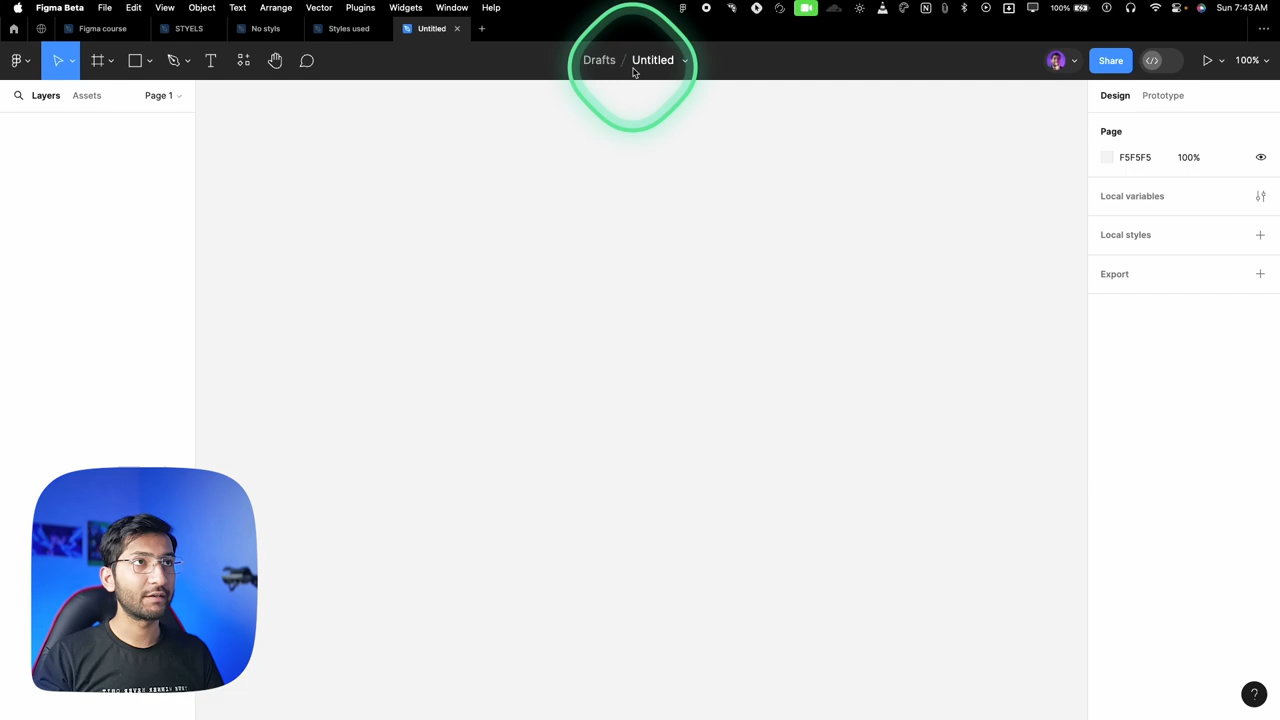 Figma Beta File Edit View Object Text Arrange Vector Plugins Widgets Window Help 100% Sun 7:43 AM
Figma course STYELS No styls Styles used Untitled
Drafts / Untitled Share 100%
Layers Assets Page 1 Design Prototype
Page
F5F5F5 100%
Local variables
Local styles
Export